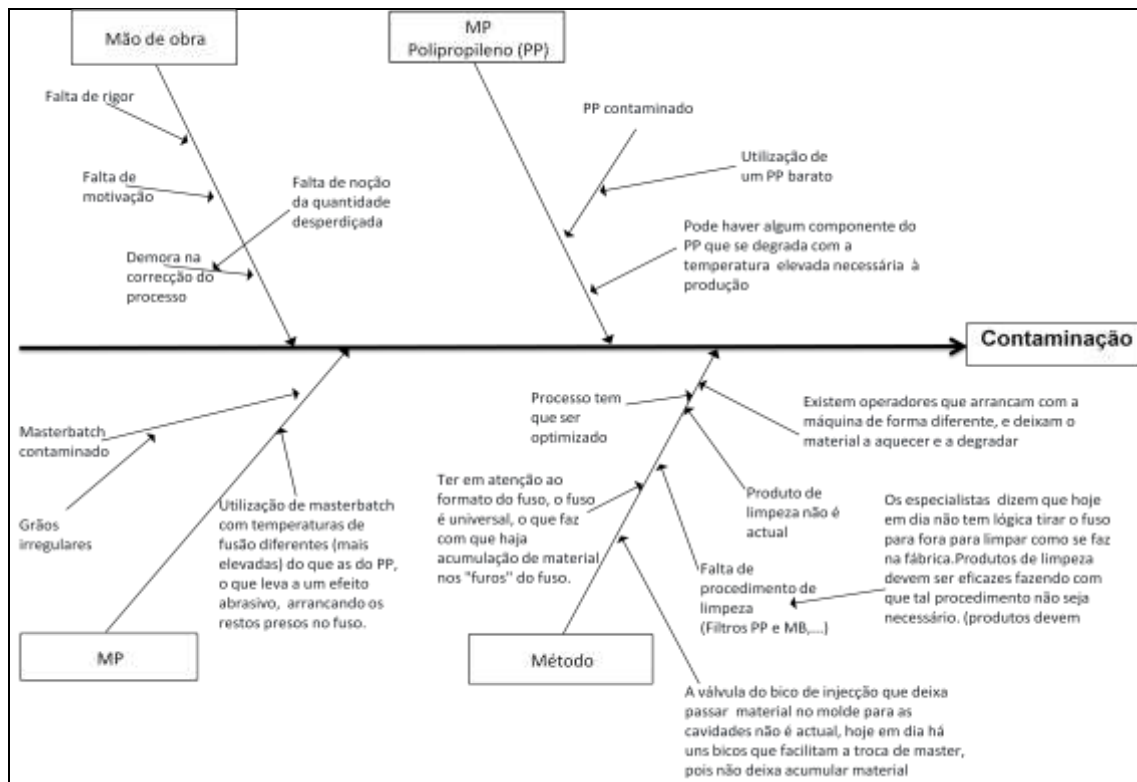 Mão de obra
MP
Polipropileno (PP)
Falta de rigor
Falta de
motivação
Falta de noção
da quantidade
desperdiçada
Demora na
correcção do
processo
PP contaminado
Utilização de
um PP barato
Pode haver algum componente do
PP que se degrada com a
temperatura elevada necessária à
produção
Contaminação
Masterbatch
contaminado
Grãos
irregulares
Utilização de masterbatch
com temperaturas de
fusão diferentes (mais
elevadas) do que as do PP,
o que leva a um efeito
abrasivo, arrancando os
restos presos no fuso.
MP
Processo tem
que ser
optimizado
Existem operadores que arrancam com a
máquina de forma diferente, e deixam o
material a aquecer e a degradar
Ter em atenção ao
formato do fuso, o fuso
é universal, o que faz
com que haja
acumulação de material
nos "furos" do fuso.
Produto de
limpeza não é
actual
Os especialistas dizem que hoje
em dia não tem lógica tirar o fuso
para fora para limpar como se faz
na fábrica.Produtos de limpeza
devem ser eficazes fazendo com
que tal procedimento não seja
necessário. (produtos devem
Falta de
procedimento de
limpeza
(Filtros PP e MB,...)
Método
A válvula do bico de injecção que deixa
passar material no molde para as
cavidades não é actual, hoje em dia há
uns bicos que facilitam a troca de master,
pois não deixa acumular material